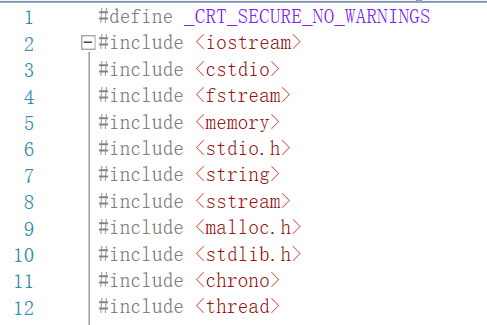 1 #define _CRT_SECURE_NO_WARNINGS
2 #include <iostream>
3 #include <cstdio>
4 #include <fstream>
5 #include <memory>
6 #include <stdio.h>
7 #include <string>
8 #include <sstream>
9 #include <malloc.h>
10 #include <stdlib.h>
11 #include <chrono>
12 #include <thread>